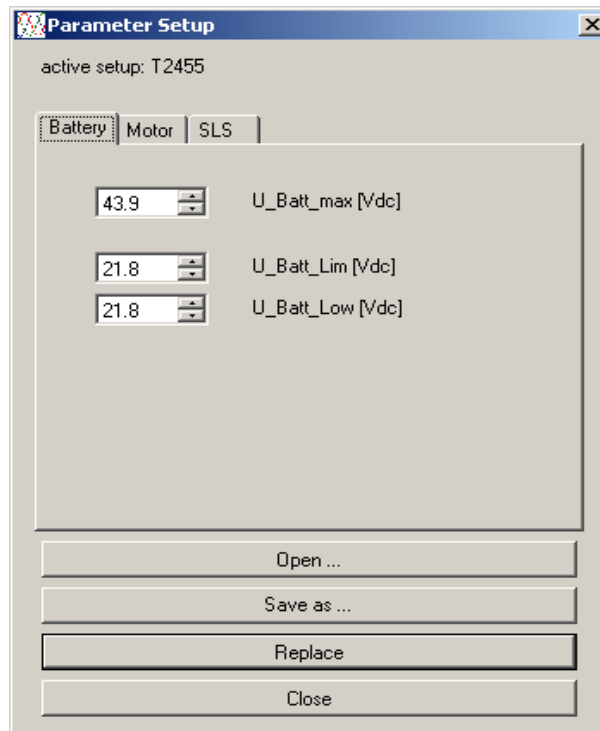 Parameter Setup
active setup: T2455
Battery Motor SLS
43.9 U_Batt_max [Vdc]
21.8 U_Batt_Lim [Vdc]
21.8 U_Batt_Low [Vdc]
Open ...
Save as ...
Replace
Close